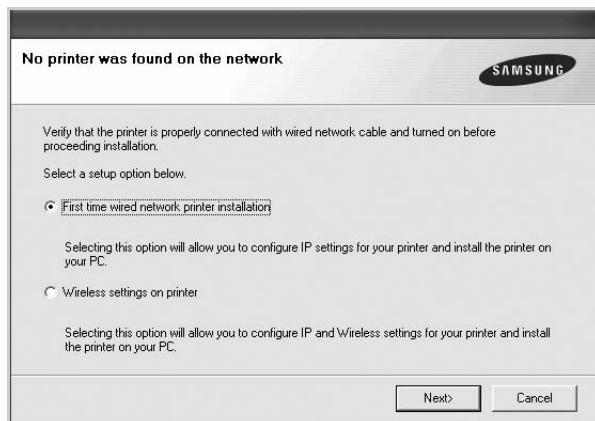 No printer was found on the network
SAMSUNG
Verify that the printer is properly connected with wired network cable and turned on before
proceeding installation.
Select a setup option below.
First time wired network printer installation
Selecting this option will allow you to configure IP settings for your printer and install the printer on
your PC.
Wireless settings on printer
Selecting this option will allow you to configure IP and Wireless settings for your printer and install
the printer on your PC.
Next>
Cancel